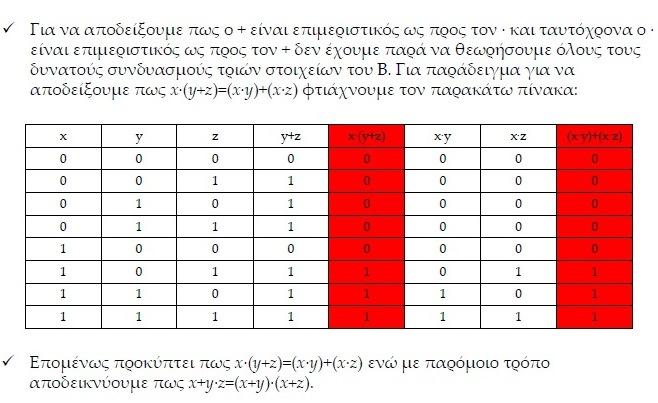 ✓ Για να αποδείξουμε πως ο + είναι επιμεριστικός ως προς τον · και ταυτόχρονα ο ·
είναι επιμεριστικός ως προς τον + δεν έχουμε παρά να θεωρήσουμε όλους τους
δυνατούς συνδυασμούς τριών στοιχείων του Β. Για παράδειγμα για να
αποδείξουμε πως x·(y+z)=(x·y)+(x·z) φτιάχνουμε τον παρακάτω πίνακα:
x y z y+z x·(y+z) x·y x·z (x·y)+(x·z)
0 0 0 0 0 0 0 0
0 0 1 1 0 0 0 0
0 1 0 1 0 0 0 0
0 1 1 1 0 0 0 0
1 0 0 0 0 0 0 0
1 0 1 1 1 0 1 1
1 1 0 1 1 1 0 1
1 1 1 1 1 1 1 1
✓ Επομένως προκύπτει πως x·(y+z)=(x·y)+(x·z) ενώ με παρόμοιο τρόπο
αποδεικνύουμε πως x+y·z=(x+y)·(x+z).